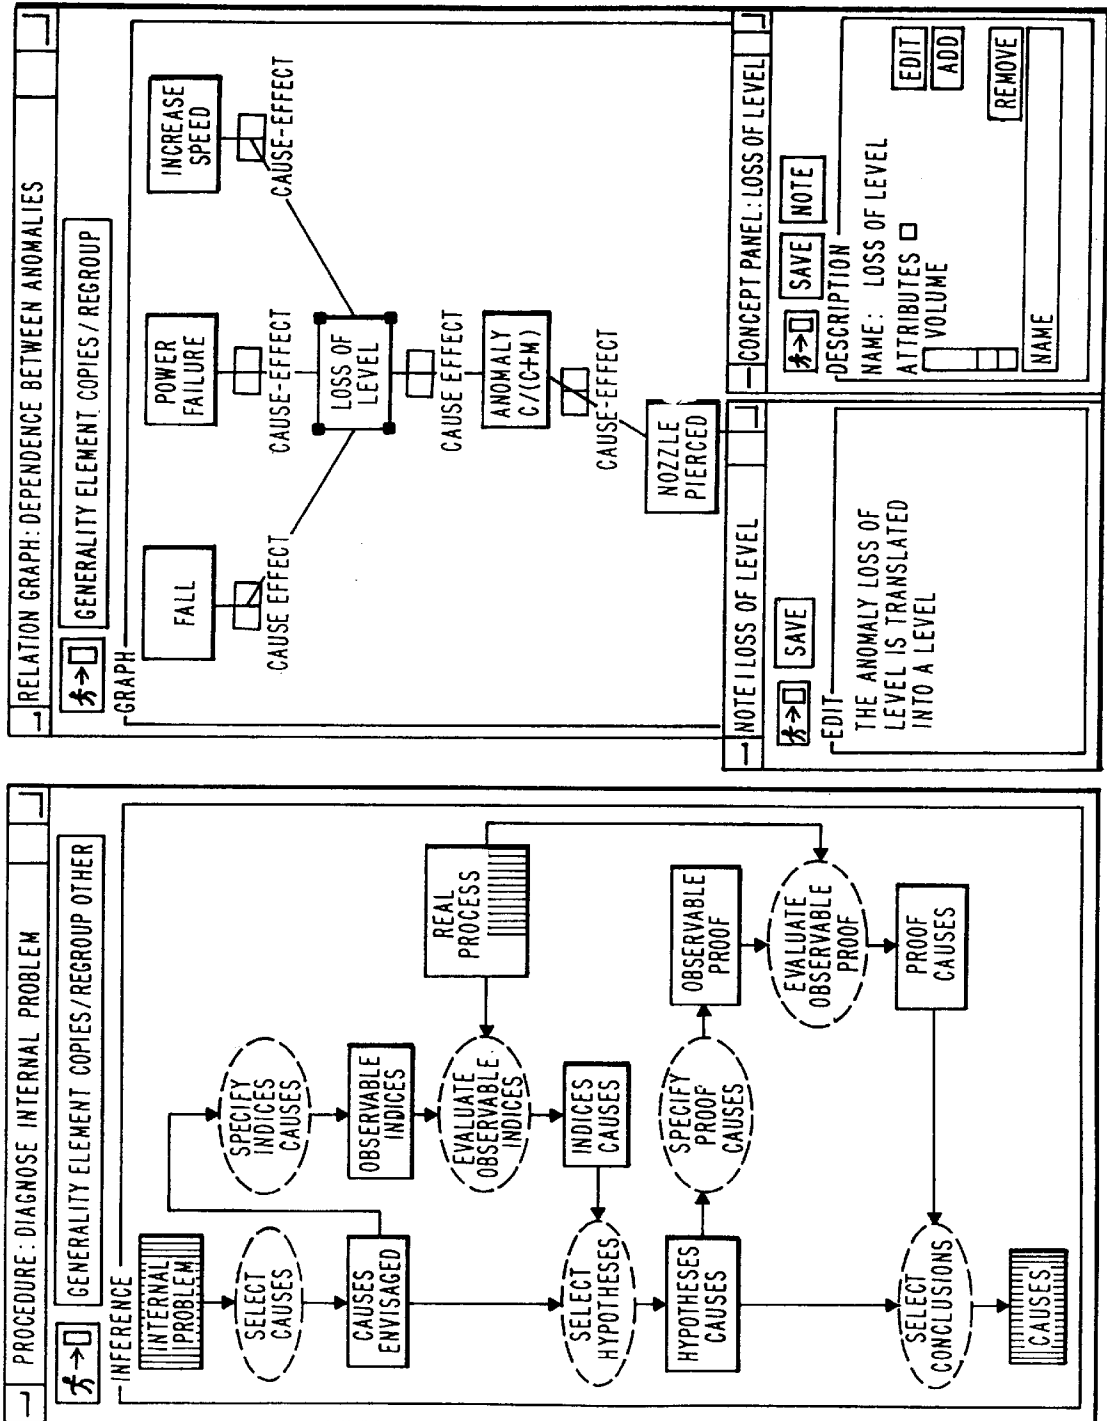 PROCEDURE: DIAGNOSE INTERNAL PROBLEM
GENERALITY ELEMENT COPIES/REGROUP OTHER
INFERENCE
INTERNAL
PROBLEM
SELECT
CAUSES
CAUSES
ENVISAGED
SPECIFY
INDICES
CAUSES
OBSERVABLE
INDICES
EVALUATE
OBSERVABLE
INDICES
REAL
PROCESS
INDICES
CAUSES
SELECT
HYPOTHESES
HYPOTHESES
CAUSES
SPECIFY
PROOF
CAUSES
OBSERVABLE
PROOF
EVALUATE
OBSERVABLE
PROOF
PROOF
CAUSES
SELECT
CONCLUSIONS
CAUSES
RELATION GRAPH: DEPENDENCE BETWEEN ANOMALIES
GENERALITY ELEMENT COPIES/REGROUP
GRAPH
FALL
POWER
FAILURE
INCREASE
SPEED
CAUSE EFFECT
CAUSE-EFFECT
CAUSE-EFFECT
LOSS OF
LEVEL
CAUSE EFFECT
ANOMALY
C/(C+M)
CAUSE-EFFECT
NOZZLE
PIERCED
NOTE I LOSS OF LEVEL
SAVE
EDIT
THE ANOMALY LOSS OF
LEVEL IS TRANSLATED
INTO A LEVEL
CONCEPT PANEL: LOSS OF LEVEL
SAVE NOTE
DESCRIPTION
NAME: LOSS OF LEVEL
ATTRIBUTES
VOLUME
EDIT
ADD
REMOVE
NAME